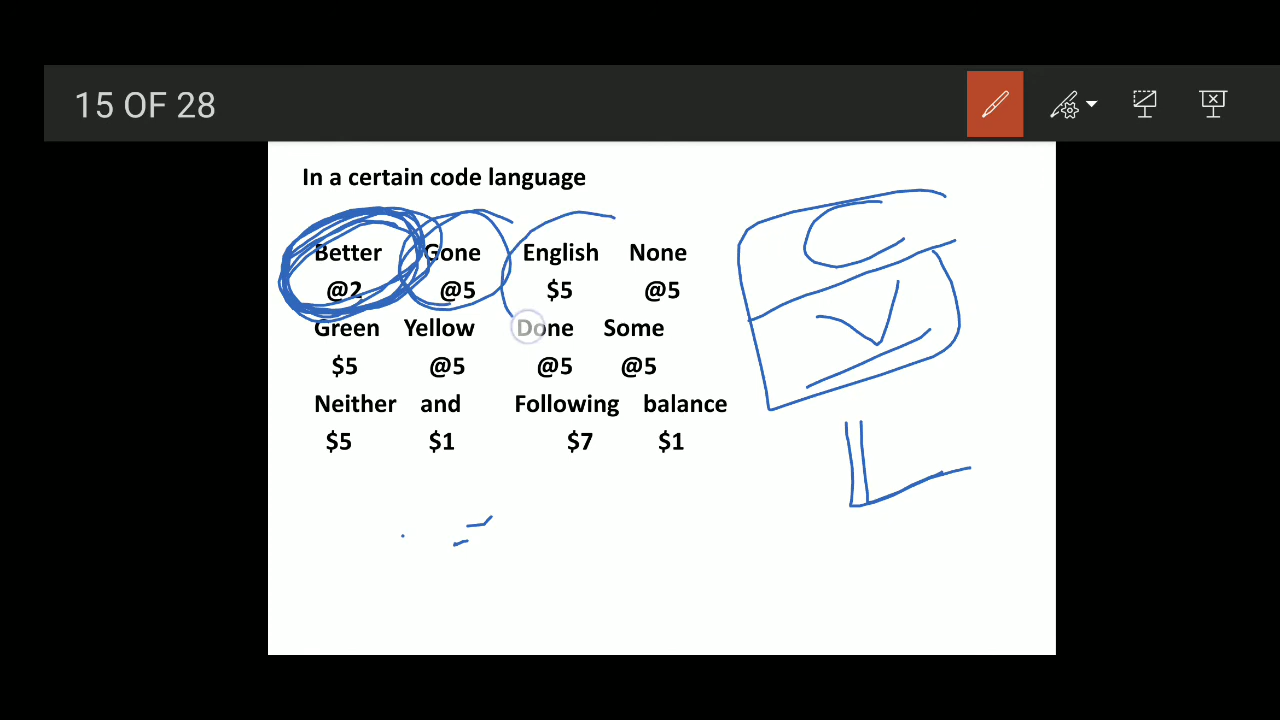 15 OF 28
In a certain code language
Better Gone English None
@2 @5 $5 @5
Green Yellow Done Some
$5 @5 @5 @5
Neither and Following balance
$5 $1 $7 $1